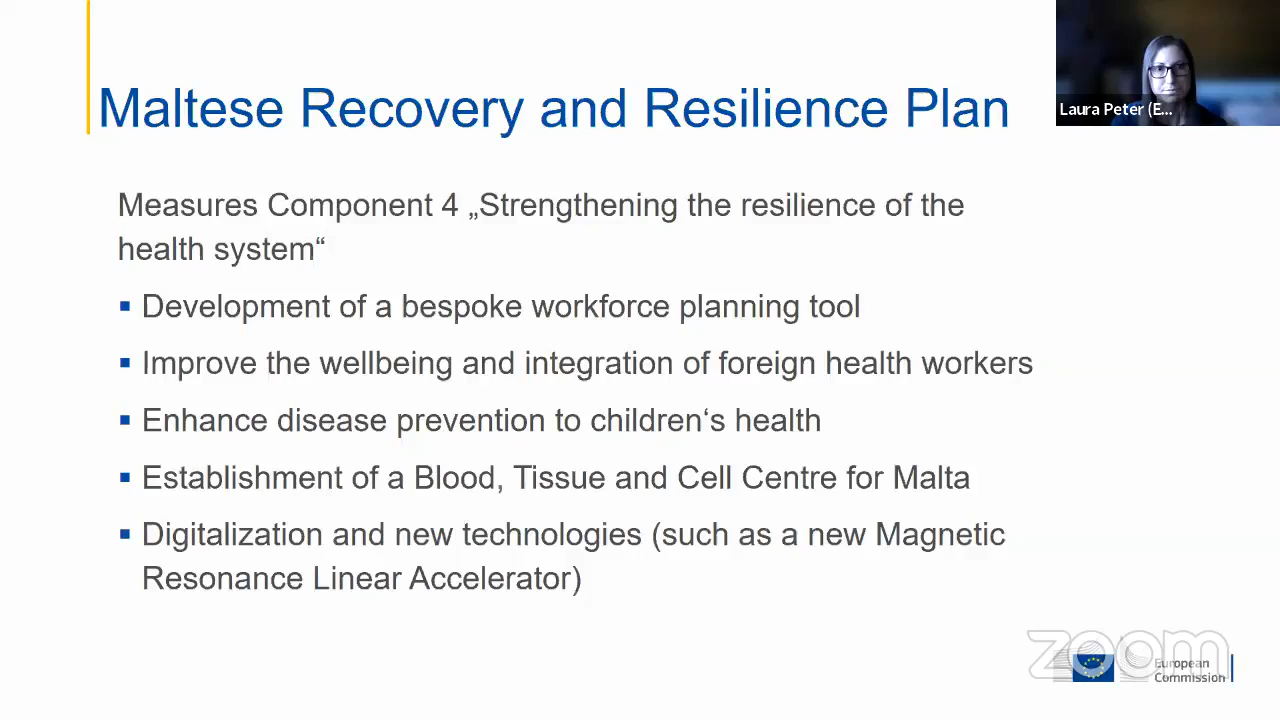 Maltese Recovery and Resilience Plan
Laura Peter (E...
Measures Component 4 „Strengthening the resilience of the
health system“
▪ Development of a bespoke workforce planning tool
▪ Improve the wellbeing and integration of foreign health workers
▪ Enhance disease prevention to children‘s health
▪ Establishment of a Blood, Tissue and Cell Centre for Malta
▪ Digitalization and new technologies (such as a new Magnetic
Resonance Linear Accelerator)
zoom
European
Commission